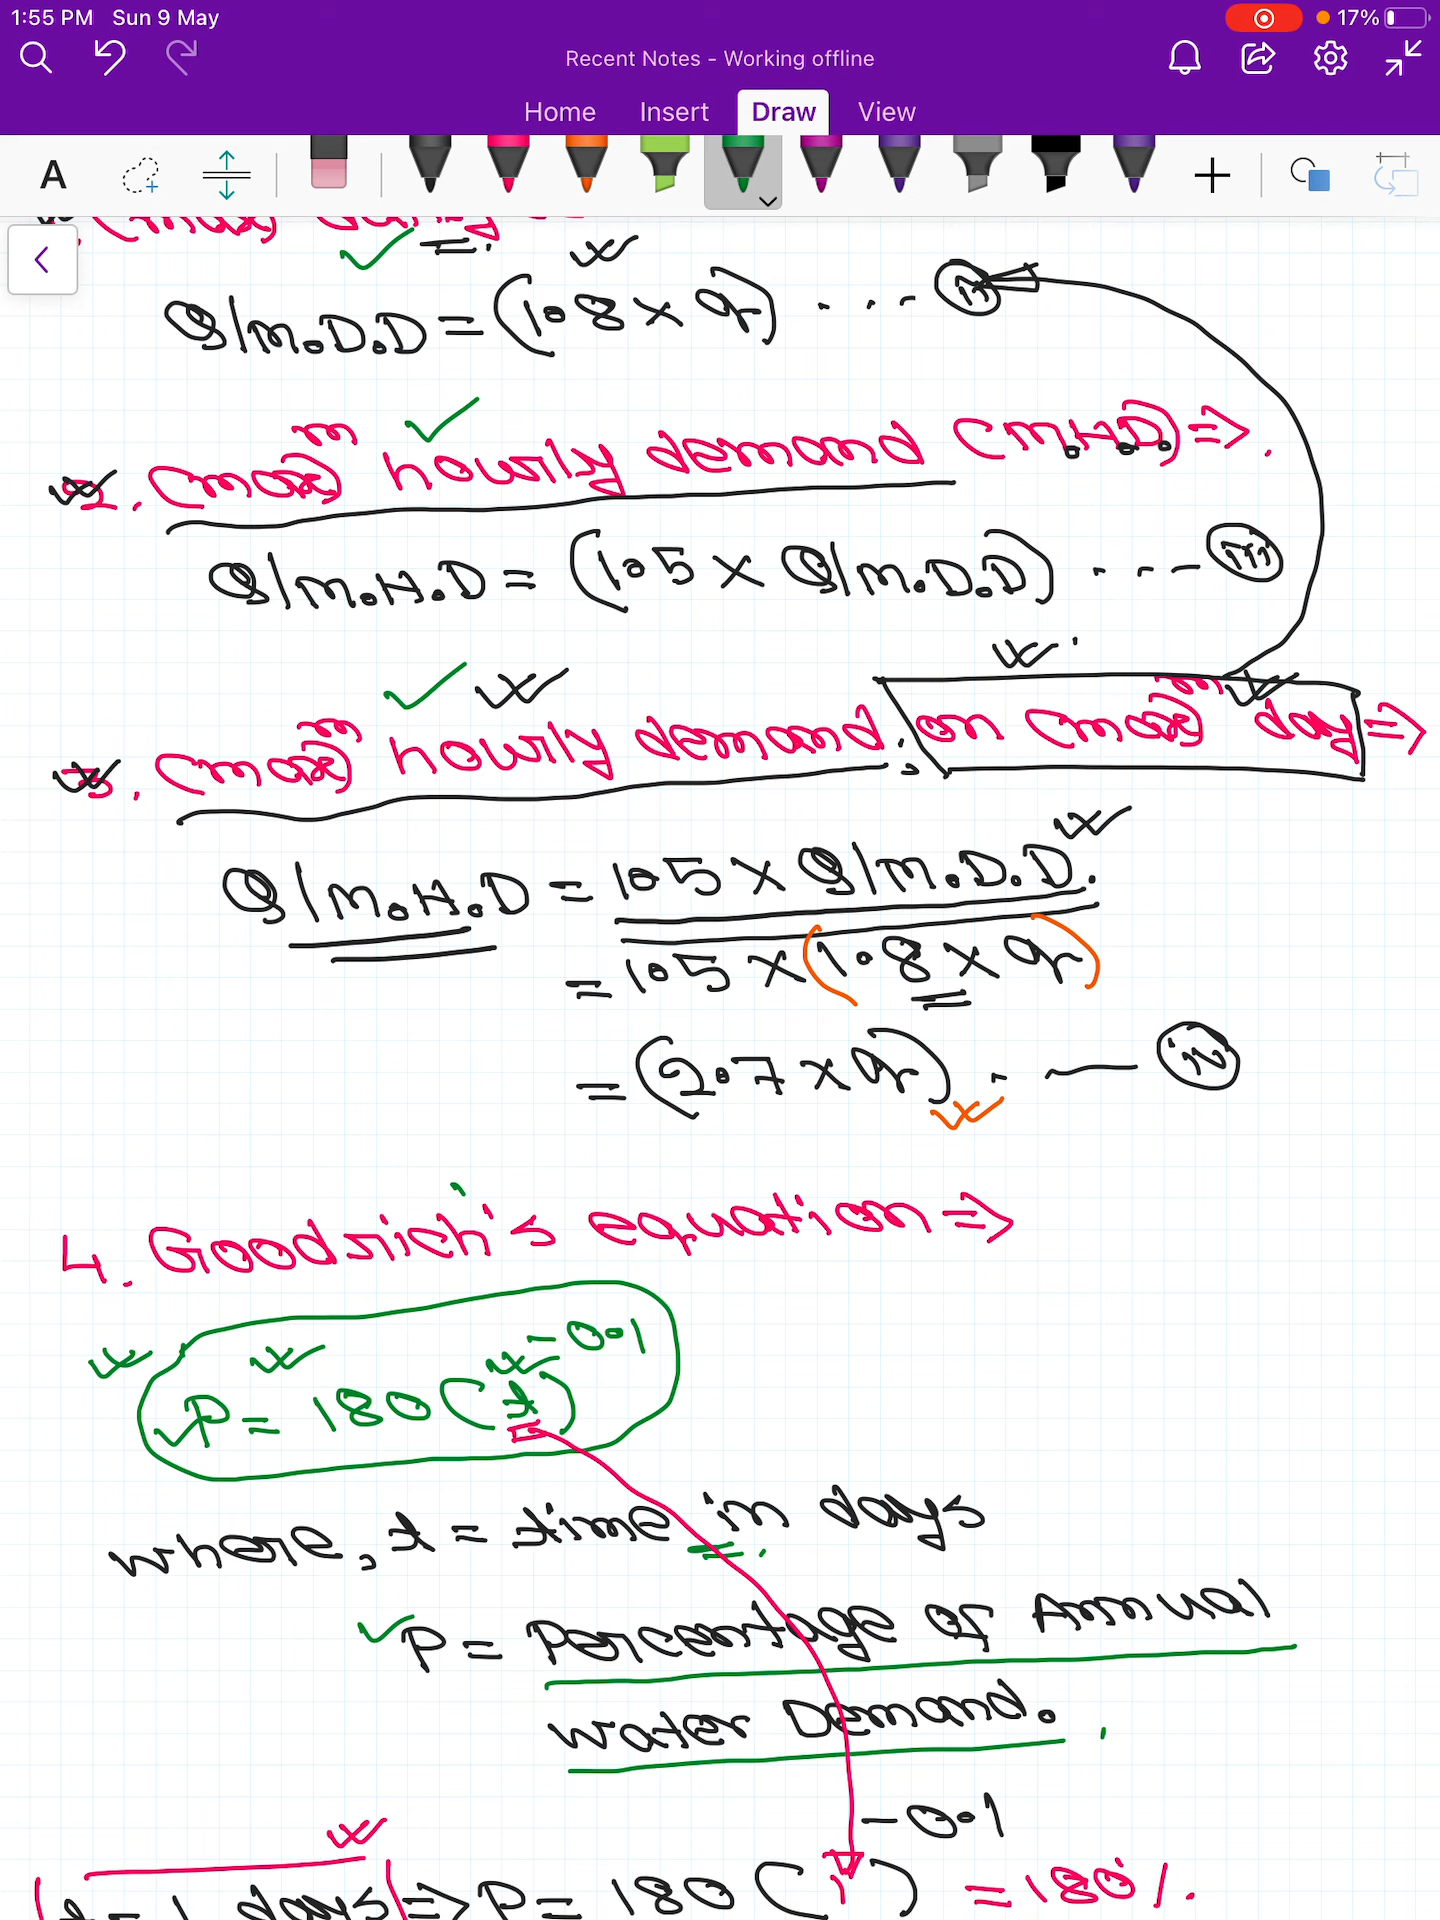 1:55 PM Sun 9 May
17%
Recent Notes - Working offline
Home Insert Draw View
A
Q/M.D.D = (1.8 × q) ... (ii)
2. (max)m hourly demand (M.H.D.) ⇒.
Q/M.H.D = (1.5 × Q/M.D.D) ... (iii)
3. (max)m hourly demand; on (max)m day ⇒
Q/M.H.D = 1.5 × Q/M.D.D.
= 1.5 × (1.8 × q)
= (2.7 × q) . — (iv)
4. Goodrich's equation ⇒
P = 180 (t)^-0.1
where, t = time in days
P = Percentage of Annual
water Demand.
t = 1 days ⇒ P = 180 (1)^-0.1 = 180%.